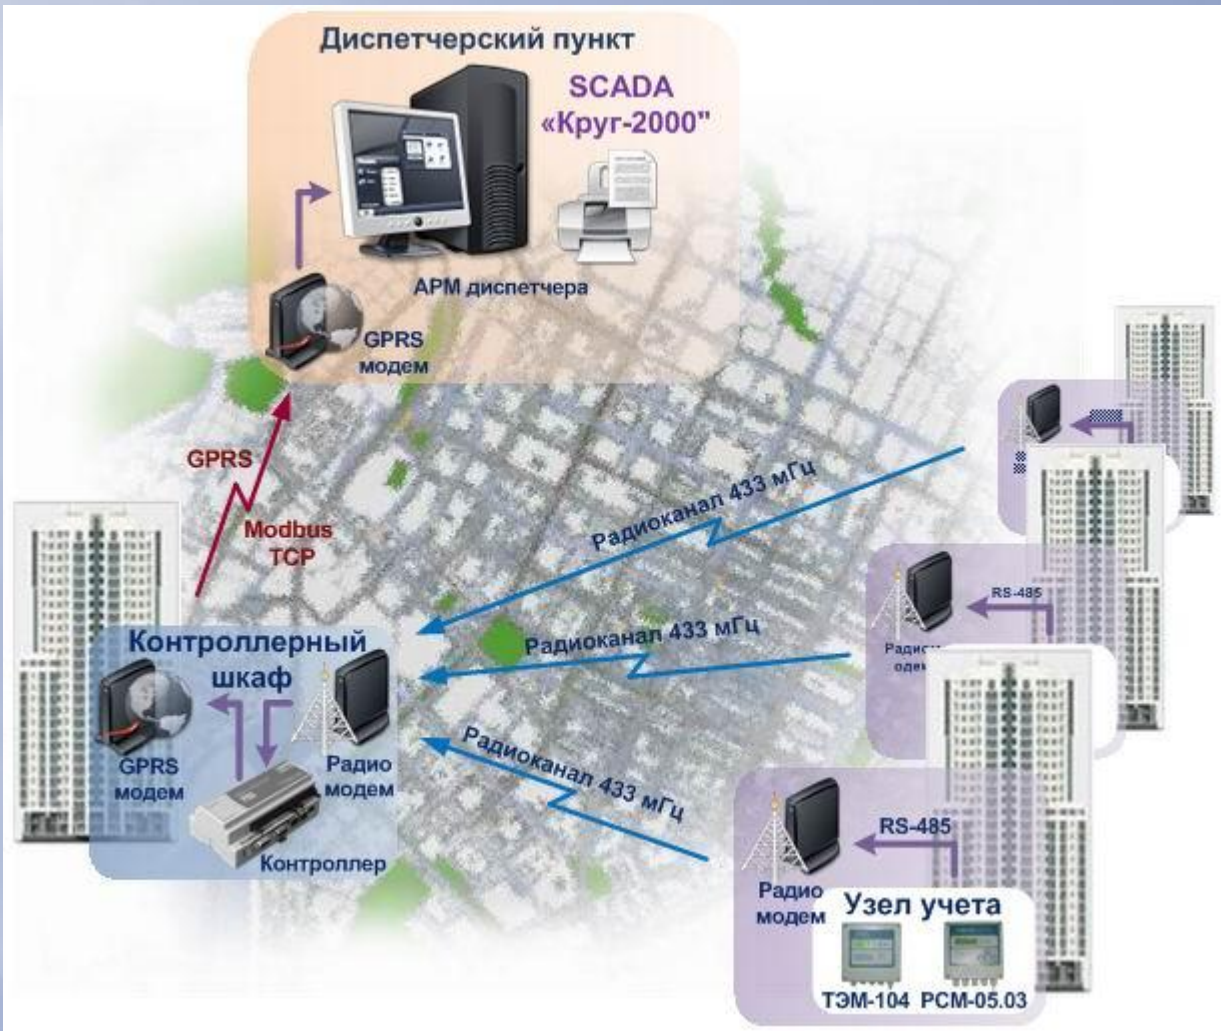 Диспетчерский пункт
SCADA
«Круг-2000"
АРМ диспетчера
GPRS
модем
GPRS
Modbus
TCP
Радиоканал 433 мГц
Радиоканал 433 мГц
Радиоканал 433 мГц
RS-485
Контроллерный
шкаф
GPRS
модем
Радио
модем
Контроллер
RS-485
Радио
модем
Узел учета
ТЭМ-104 РСМ-05.03